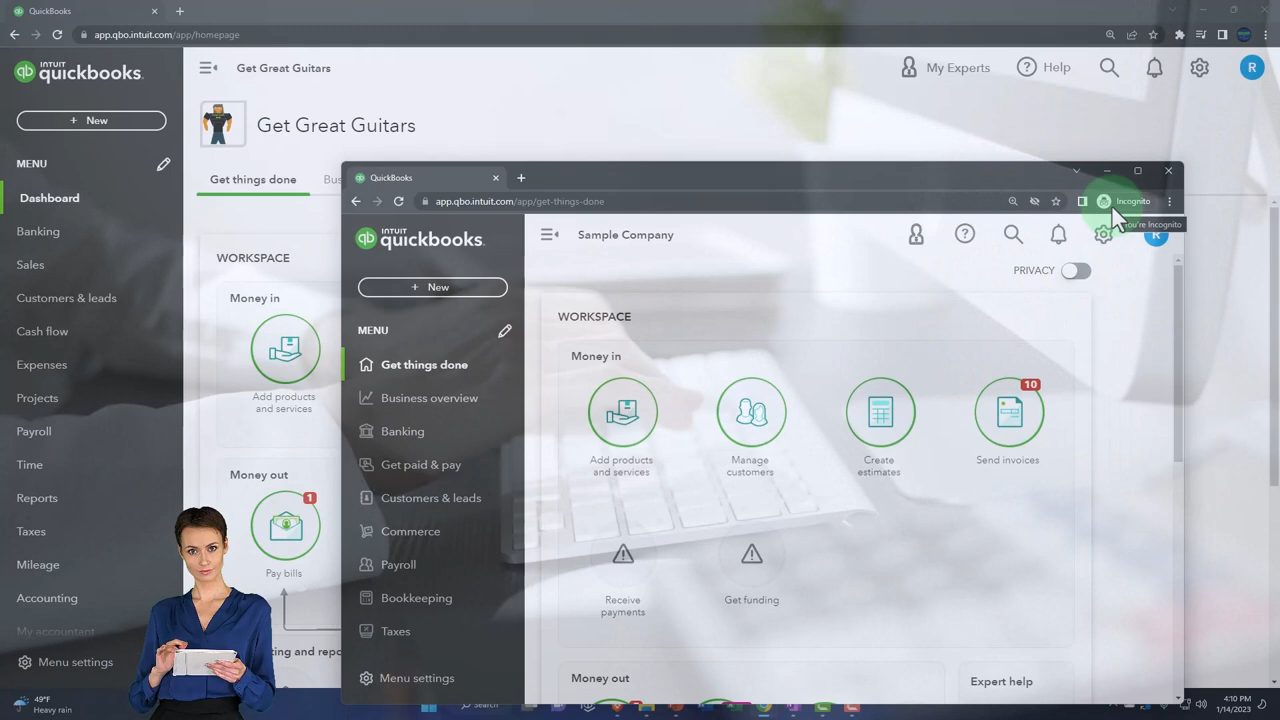 QuickBooks
app.qbo.intuit.com/app/homepage
INTUIT
quickbooks.
Get Great Guitars
My Experts
Help
R
+ New
Get Great Guitars
MENU
Get things done
Bus
Dashboard
Banking
Sales
Customers & leads
Cash flow
Expenses
Projects
Payroll
Time
Reports
Taxes
Mileage
Accounting
My accountant
Menu settings
WORKSPACE
Money in
Add products
and services
Money out
1
Pay bills
QuickBooks
app.qbo.intuit.com/app/get-things-done
Incognito
You're Incognito
INTUIT
quickbooks.
Sample Company
R
+ New
PRIVACY
MENU
Get things done
Business overview
Banking
Get paid & pay
Customers & leads
Commerce
Payroll
Bookkeeping
Taxes
Menu settings
WORKSPACE
Money in
10
Add products
and services
Manage
customers
Create
estimates
Send invoices
Receive
payments
Get funding
Money out
Expert help
49°F
Heavy rain
Search
4:10 PM
1/14/2023